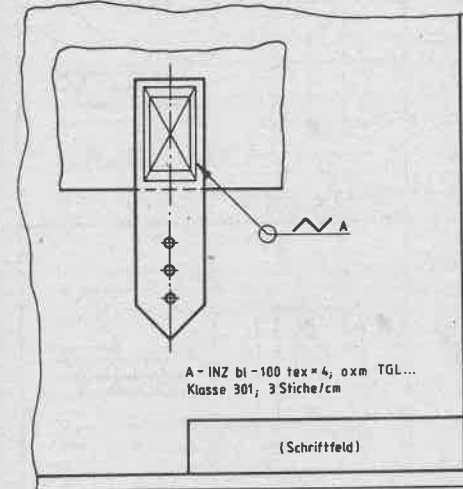 A
A - INZ bl - 100 tex × 4; oxm TGL...
Klasse 301; 3 Stiche/cm
(Schriftfeld)